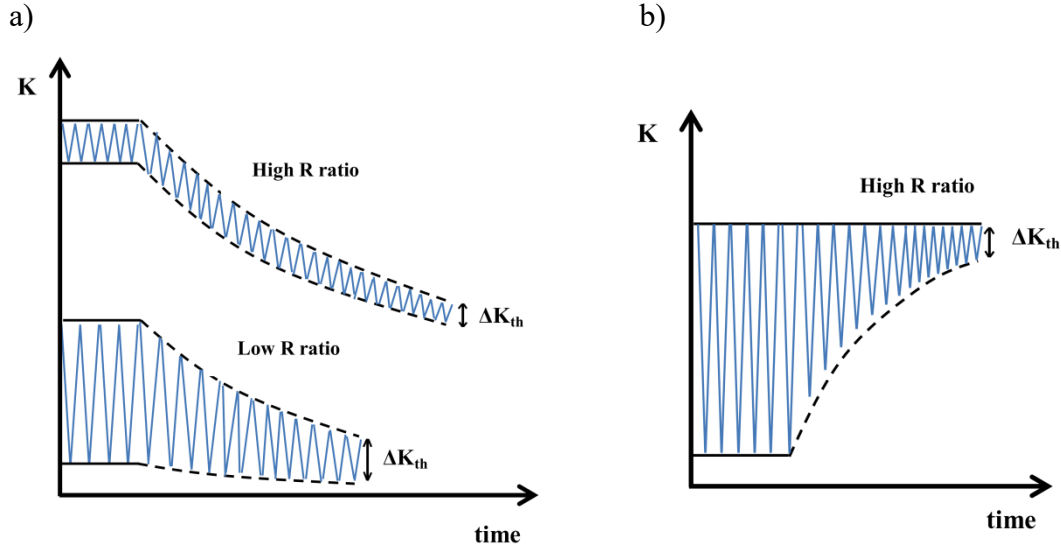 a)
K
High R ratio
ΔKth
Low R ratio
ΔKth
time
b)
K
High R ratio
ΔKth
time